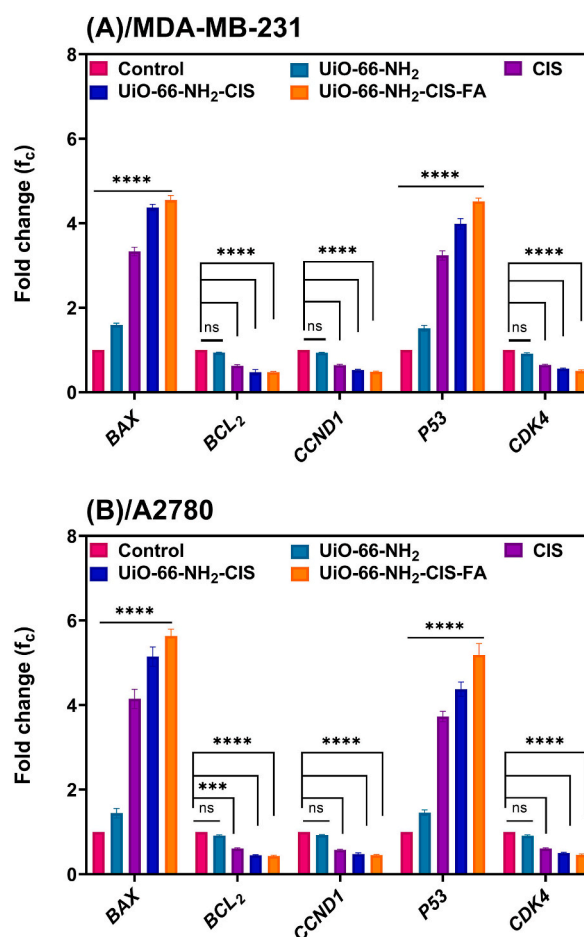 (A)/MDA-MB-231
8
Control UiO-66-NH₂ CIS
UiO-66-NH₂-CIS UiO-66-NH₂-CIS-FA
6
4
2
0
Fold change (f꜀)
**** **** **** **** ****
ns ns ns
BAX BCL₂ CCND1 P53 CDK4
(B)/A2780
8
Control UiO-66-NH₂ CIS
UiO-66-NH₂-CIS UiO-66-NH₂-CIS-FA
6
4
2
0
Fold change (f꜀)
**** **** **** **** ****
***
ns ns ns
BAX BCL₂ CCND1 P53 CDK4